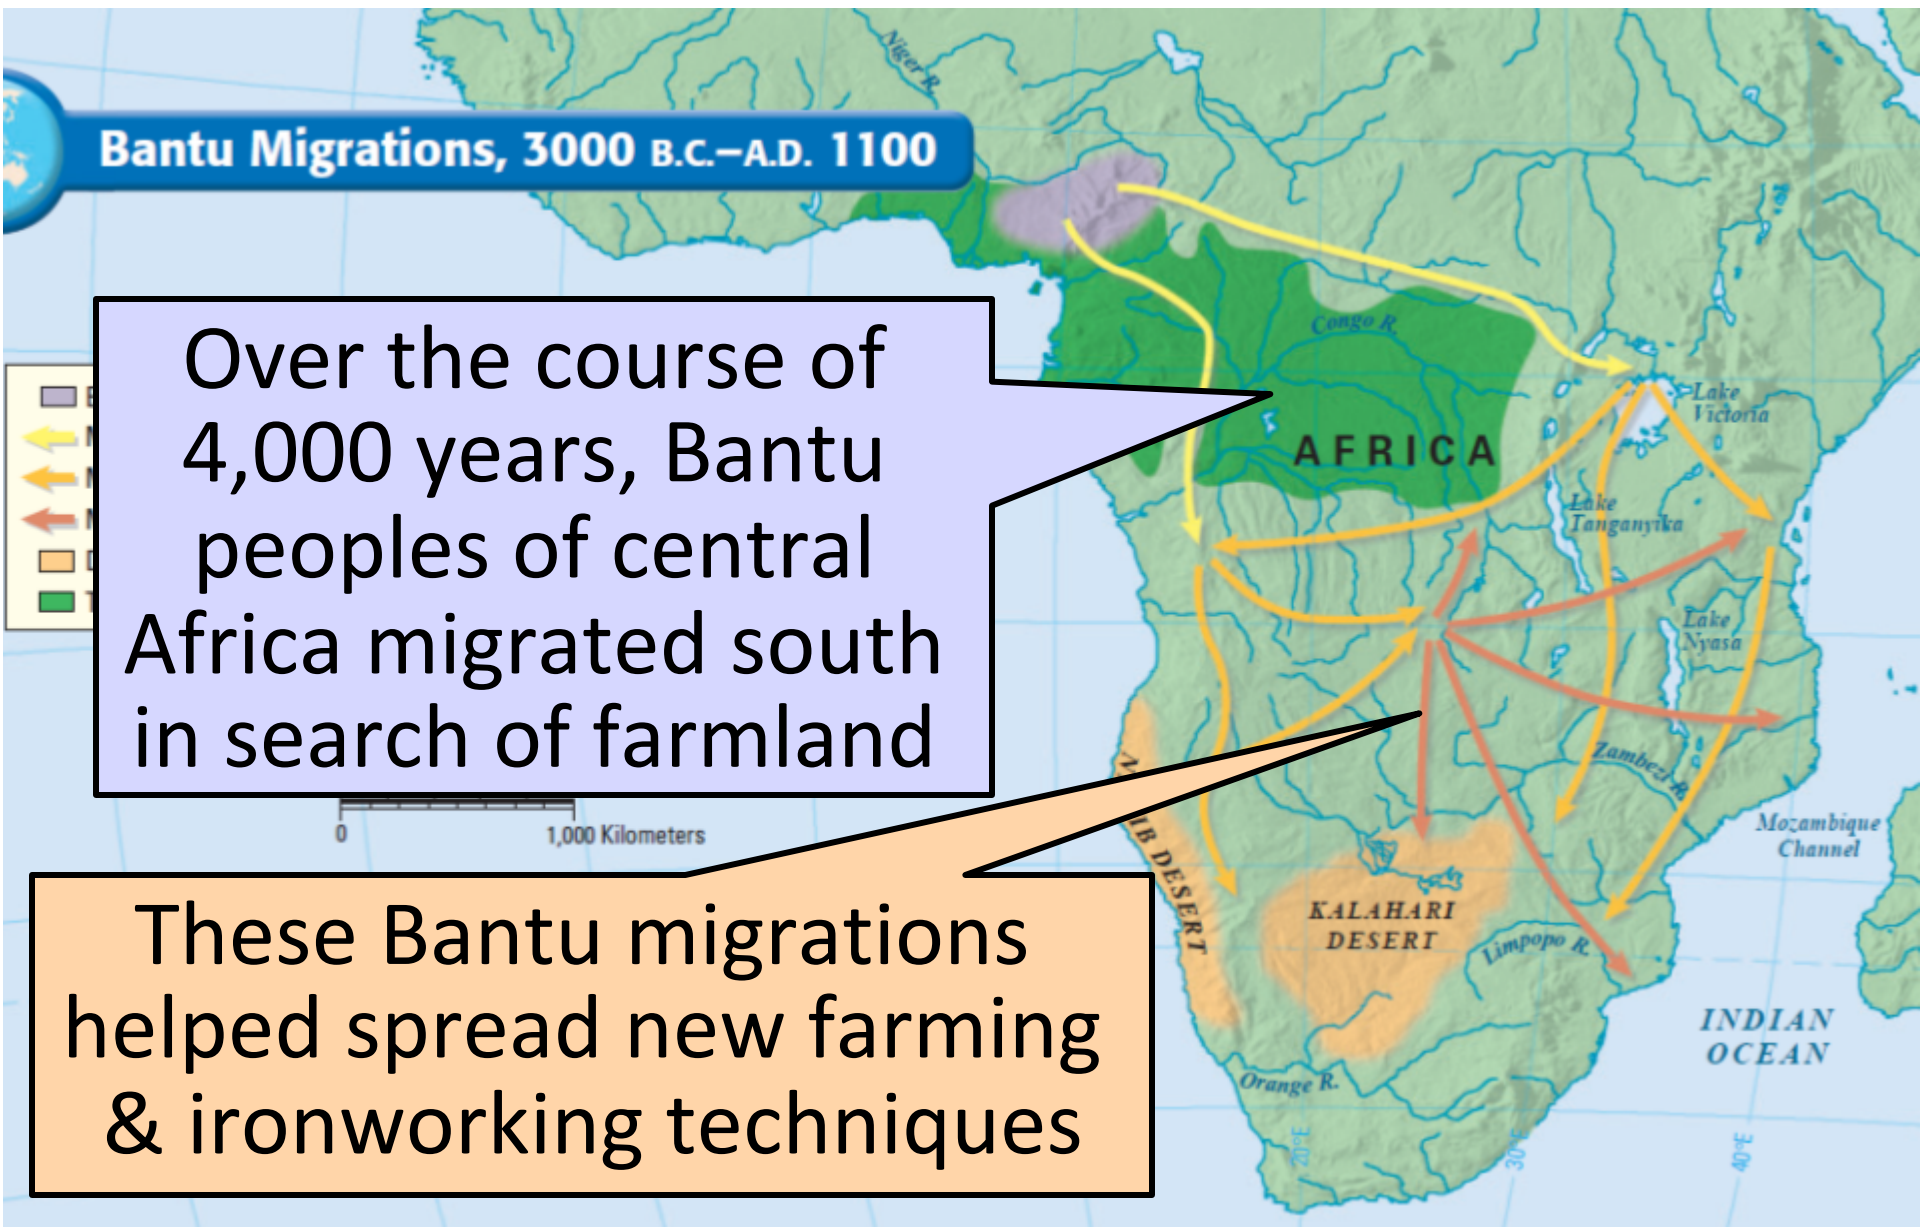 Niger R.
Bantu Migrations, 3000 B.C.–A.D. 1100
Over the course of
4,000 years, Bantu
peoples of central
Africa migrated south
in search of farmland
Congo R.
AFRICA
Lake
Victoria
Lake
Tanganyika
Lake
Nyasa
Zambezi R.
Mozambique
Channel
0
1,000 Kilometers
DESERT
KALAHARI
DESERT
Limpopo R.
These Bantu migrations
helped spread new farming
& ironworking techniques
INDIAN
OCEAN
Orange R.
20°E
30°E
40°E